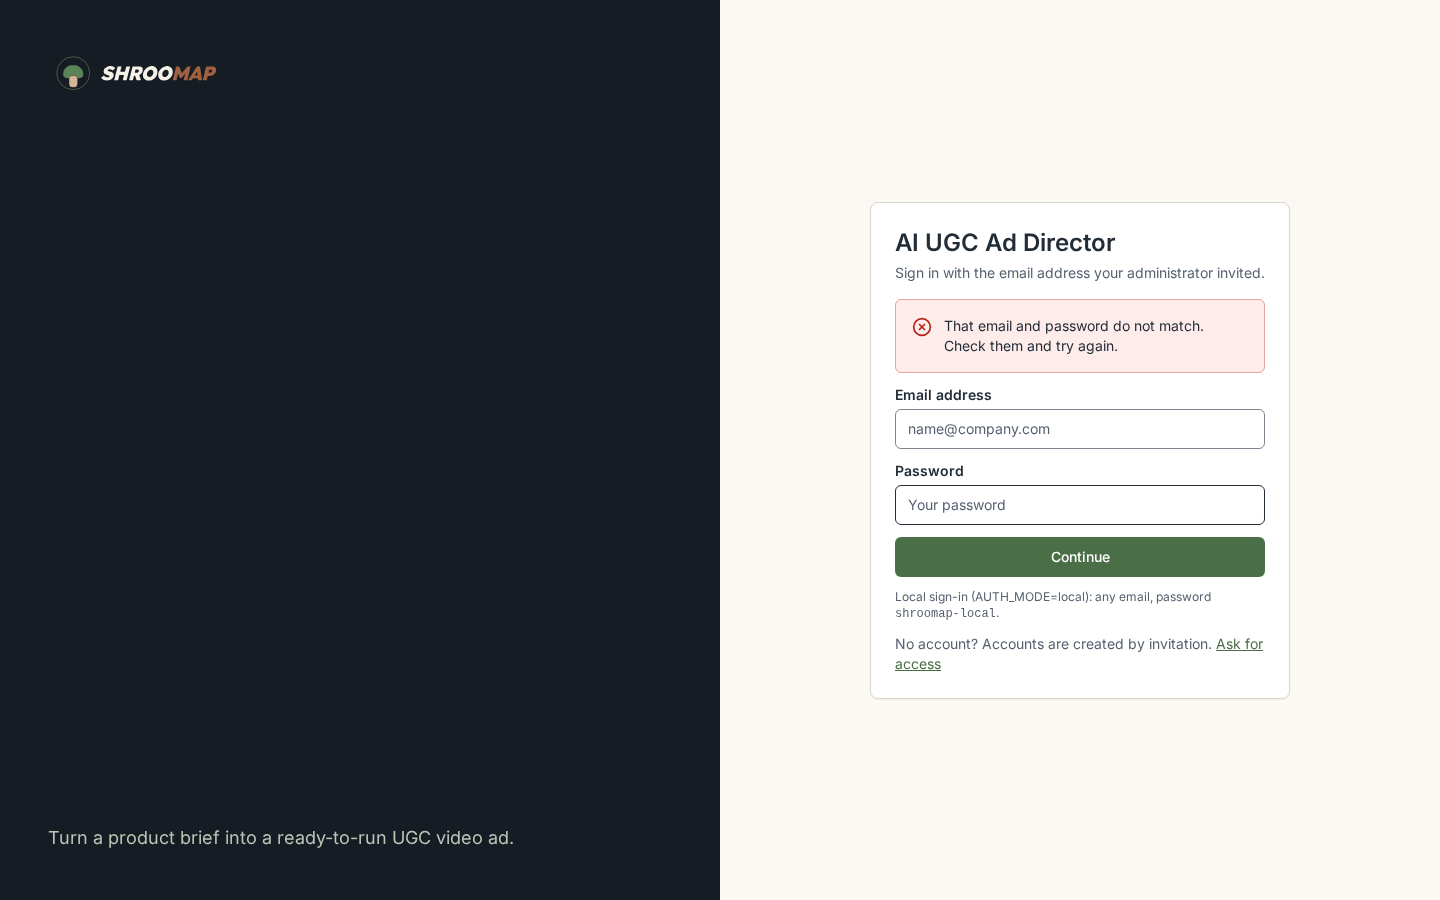 SHROOMAP
Turn a product brief into a ready-to-run UGC video ad.
AI UGC Ad Director
Sign in with the email address your administrator invited.
That email and password do not match.
Check them and try again.
Email address
name@company.com
Password
Your password
Continue
Local sign-in (AUTH_MODE=local): any email, password
shroomap-local.
No account? Accounts are created by invitation. Ask for
access